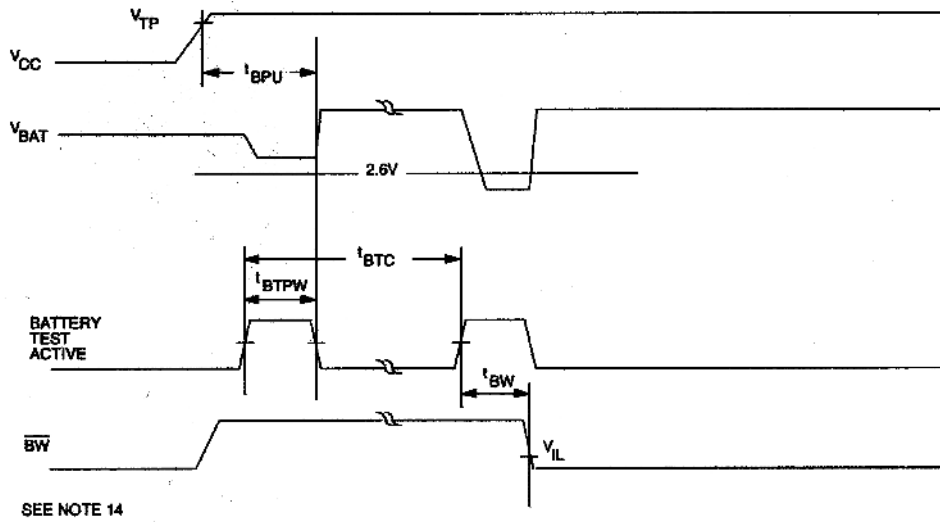 VTP
VCC
tBPU
VBAT
2.6V
tBTC
tBTPW
BATTERY
TEST
ACTIVE
tBW
BW
VIL
SEE NOTE 14